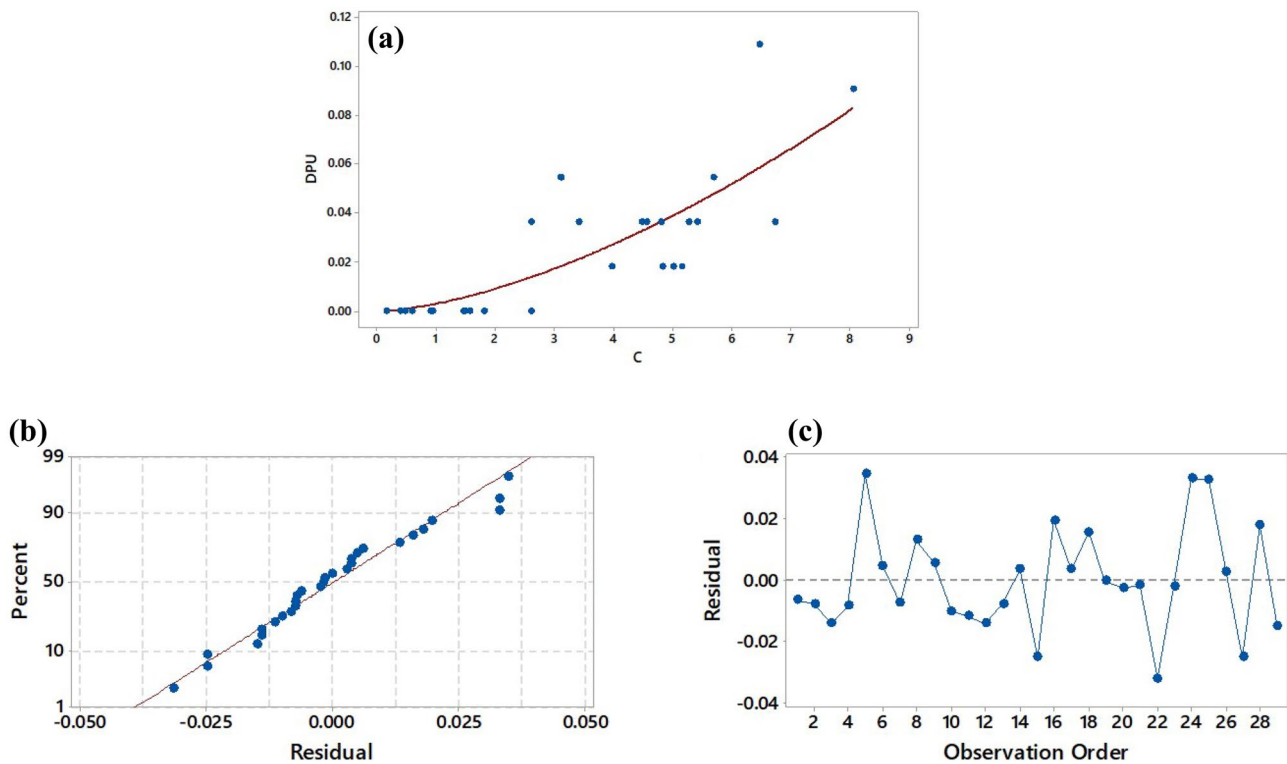 (a)
0.12
0.10
0.08
0.06
0.04
0.02
0.00
DPU
0 1 2 3 4 5 6 7 8 9
C
(b)
99
90
50
10
1
Percent
-0.050 -0.025 0.000 0.025 0.050
Residual
(c)
0.04
0.02
0.00
-0.02
-0.04
Residual
2 4 6 8 10 12 14 16 18 20 22 24 26 28
Observation Order